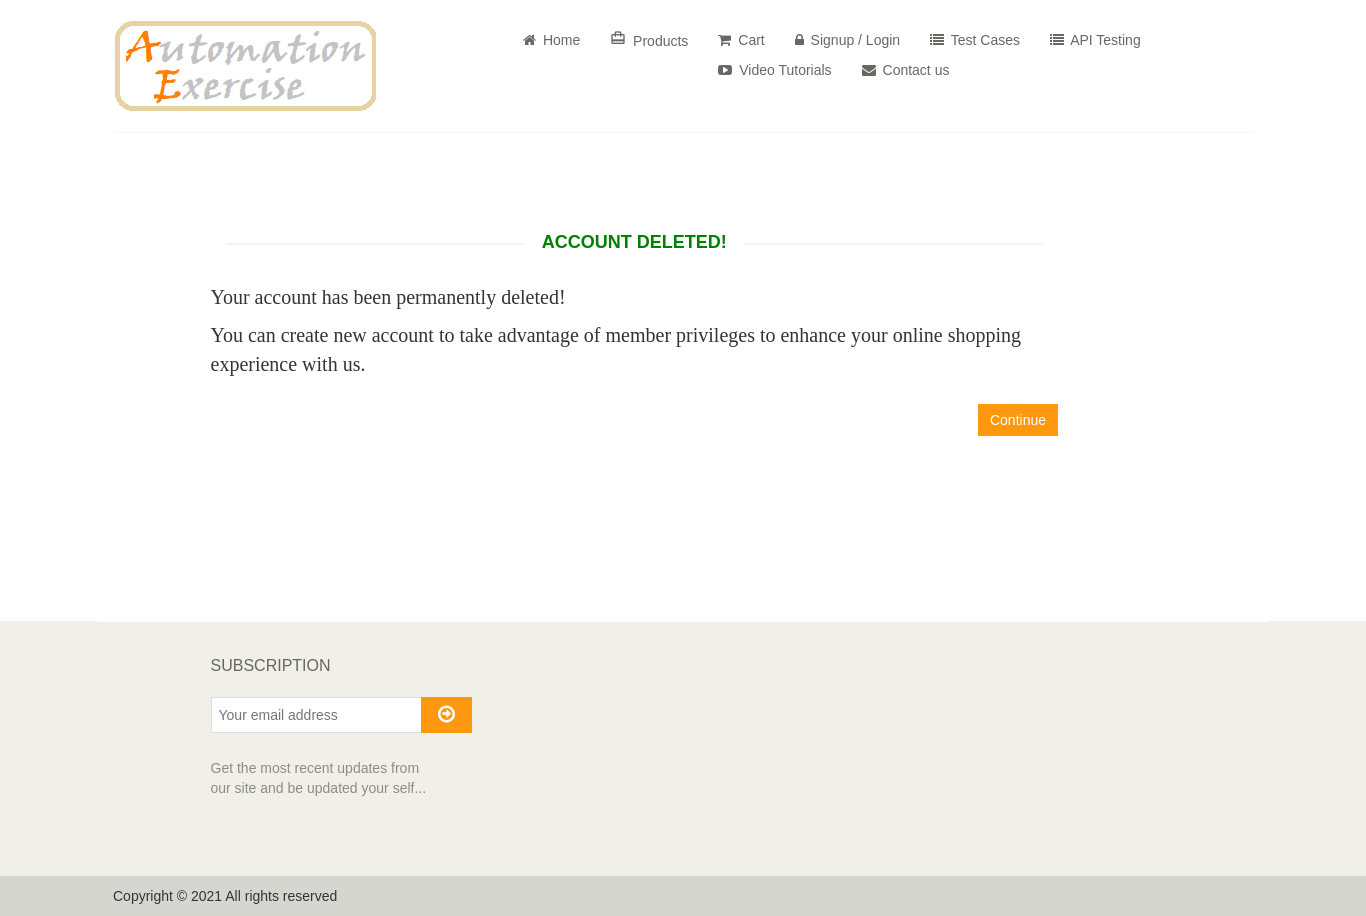 Automation
Exercise
Home
Products
Cart
Signup / Login
Test Cases
API Testing
Video Tutorials
Contact us
ACCOUNT DELETED!
Your account has been permanently deleted!
You can create new account to take advantage of member privileges to enhance your online shopping
experience with us.
Continue
SUBSCRIPTION
Your email address
Get the most recent updates from
our site and be updated your self...
Copyright © 2021 All rights reserved